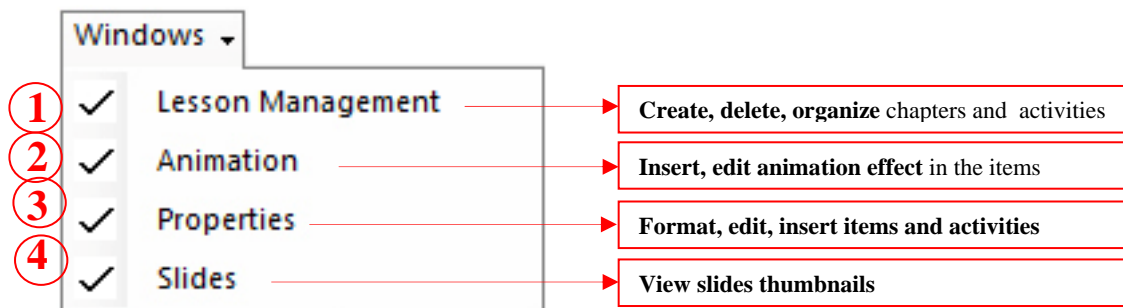 Windows
1 Lesson Management Create, delete, organize chapters and activities
2 Animation Insert, edit animation effect in the items
3 Properties Format, edit, insert items and activities
4 Slides View slides thumbnails